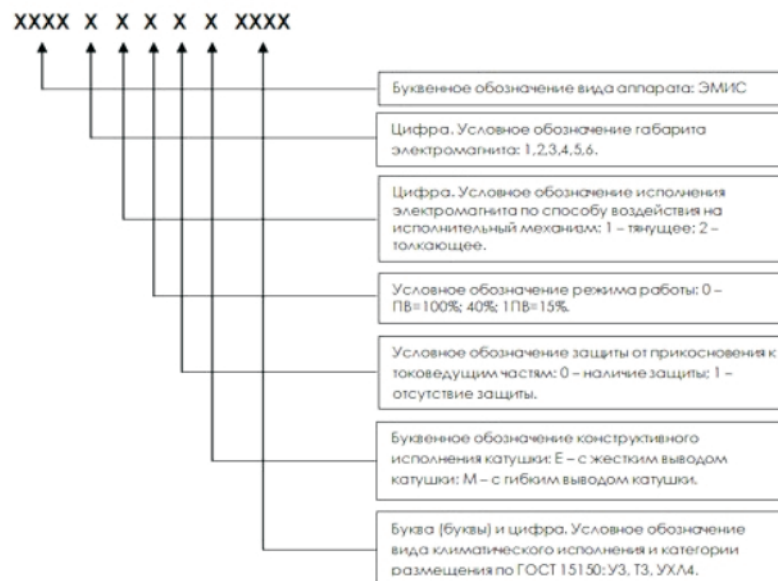 XXXX X X X X X XXXX
Буквенное обозначение вида аппарата: ЭМИС
Цифра. Условное обозначение габарита
электромагнита: 1,2,3,4,5,6.
Цифра. Условное обозначение исполнения
электромагнита по способу воздействия на
исполнительный механизм: 1 – тянущее; 2 –
толкающее.
Условное обозначение режима работы: 0 –
ПВ=100%; 40%; 1ПВ=15%.
Условное обозначение защиты от прикосновения к
токоведущим частям: 0 – наличие защиты; 1 –
отсутствие защиты.
Буквенное обозначение конструктивного
исполнения катушки: Е – с жестким выводом
катушки: М – с гибким выводом катушки.
Буква (буквы) и цифра. Условное обозначение
вида климатического исполнения и категории
размещения по ГОСТ 15150: У3, Т3, УХЛ4.